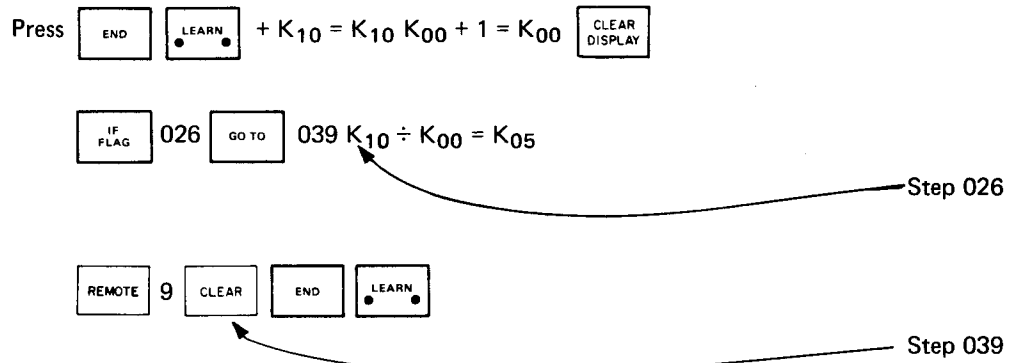 Press END LEARN + K10 = K10 K00 + 1 = K00 CLEAR DISPLAY
IF FLAG 026 GO TO 039 K10 ÷ K00 = K05
Step 026
REMOTE 9 CLEAR END LEARN
Step 039